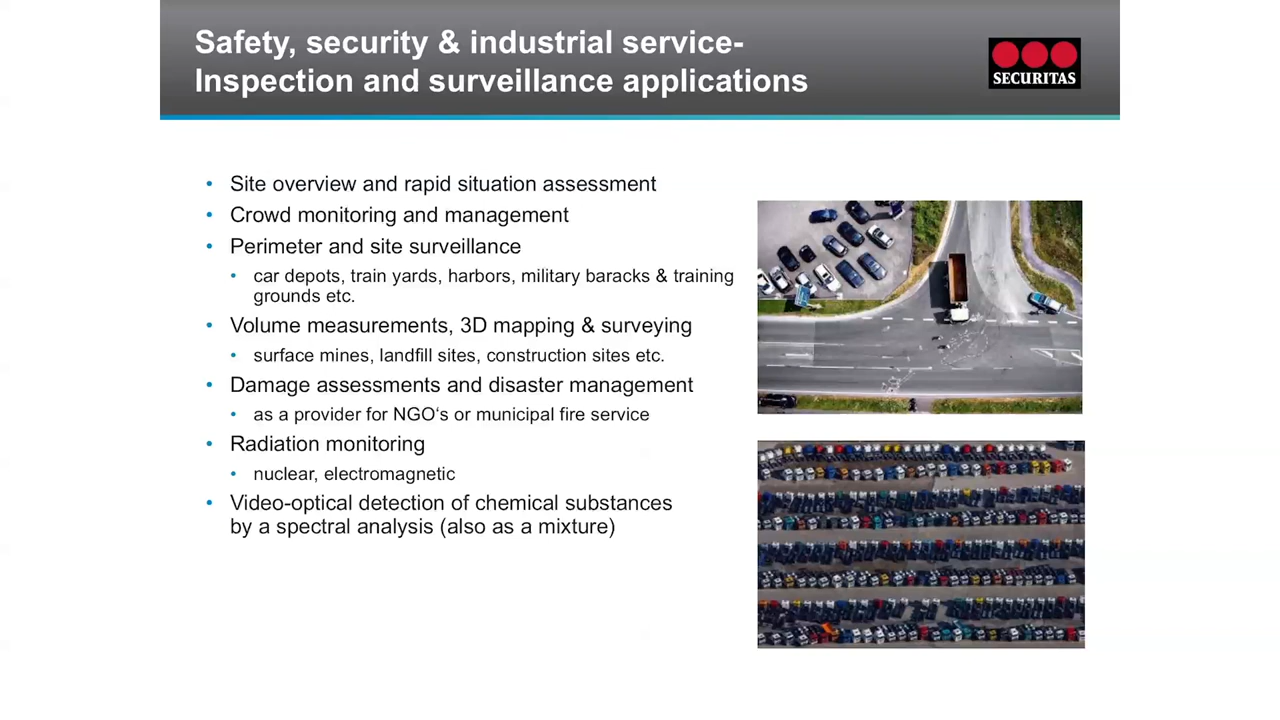 Safety, security & industrial service-
Inspection and surveillance applications
SECURITAS
• Site overview and rapid situation assessment
• Crowd monitoring and management
• Perimeter and site surveillance
• car depots, train yards, harbors, military baracks & training
grounds etc.
• Volume measurements, 3D mapping & surveying
• surface mines, landfill sites, construction sites etc.
• Damage assessments and disaster management
• as a provider for NGO‘s or municipal fire service
• Radiation monitoring
• nuclear, electromagnetic
• Video-optical detection of chemical substances
by a spectral analysis (also as a mixture)